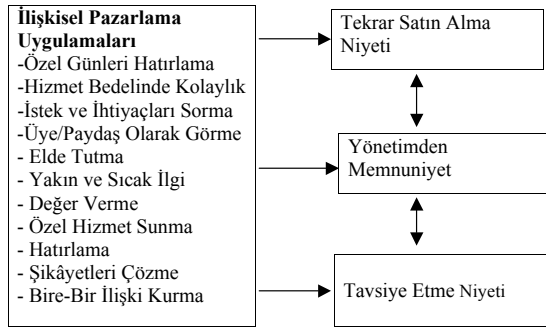 İlişkisel Pazarlama
Uygulamaları
-Özel Günleri Hatırlama
-Hizmet Bedelinde Kolaylık
-İstek ve İhtiyaçları Sorma
-Üye/Paydaş Olarak Görme
- Elde Tutma
- Yakın ve Sıcak İlgi
- Değer Verme
- Özel Hizmet Sunma
- Hatırlama
- Şikâyetleri Çözme
- Bire-Bir İlişki Kurma
Tekrar Satın Alma
Niyeti
Yönetimden
Memnuniyet
Tavsiye Etme Niyeti